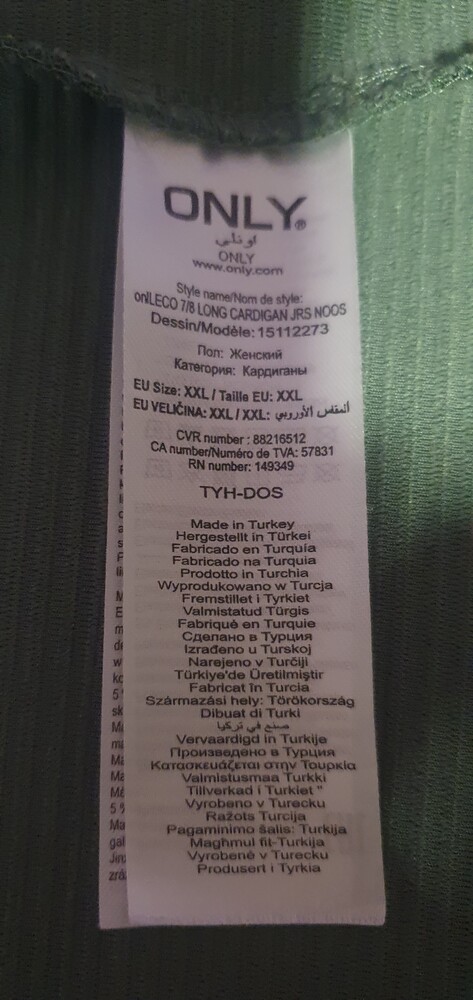 ONLY®
اونلي
ONLY
www.only.com
Style name/Nom de style:
onlLECO 7/8 LONG CARDIGAN JRS NOOS
Dessin/Modèle: 15112273
Пол: Женский
Категория: Кардиганы
EU Size: XXL / Taille EU: XXL
EU VELIČINA: XXL / XXL: المقاس الأوروبي
CVR number : 88216512
CA number/Numéro de TVA: 57831
RN number: 149349
TYH-DOS
Made in Turkey
Hergestellt in Türkei
Fabricado en Turquía
Fabricado na Turquia
Prodotto in Turchia
Wyprodukowano w Turcja
Fremstillet i Tyrkiet
Valmistatud Türgis
Fabriqué en Turquie
Сделано в Турция
Izrađeno u Turskoj
Narejeno v Turčiji
Türkiye'de Üretilmiştir
Fabricat în Turcia
Származási hely: Törökország
Dibuat di Turki
صنع في تركيا
Vervaardigd in Turkije
Произведено в Турция
Κατασκευάζεται στην Τουρκία
Valmistusmaa Turkki
Tillverkad i Turkiet "
Vyrobeno v Turecku
Ražots Turcija
Pagaminimo šalis: Turkija
Magħmul fit-Turkija
Vyrobené v Turecku
Produsert i Tyrkia